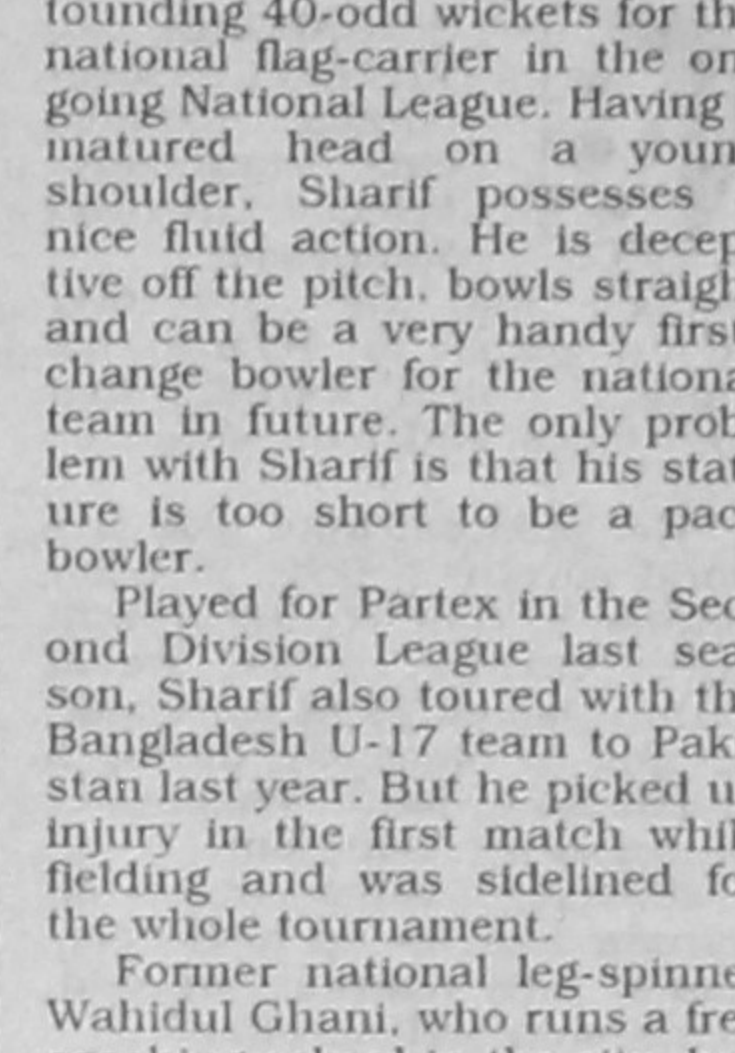 tounding 40-odd wickets for th
national flag-carrier in the on
going National League. Having
matured head on a youn
shoulder, Sharif possesses
nice fluid action. He is decep
tive off the pitch, bowls straigh
and can be a very handy first
change bowler for the nationa
team in future. The only prob
lem with Sharif is that his stat
ure is too short to be a pac
bowler.
Played for Partex in the Sec
ond Division League last sea
son, Sharif also toured with th
Bangladesh U-17 team to Pak
stan last year. But he picked u
injury in the first match whil
fielding and was sidelined fo
the whole tournament.
Former national leg-spinne
Wahidul Ghani, who runs a fre